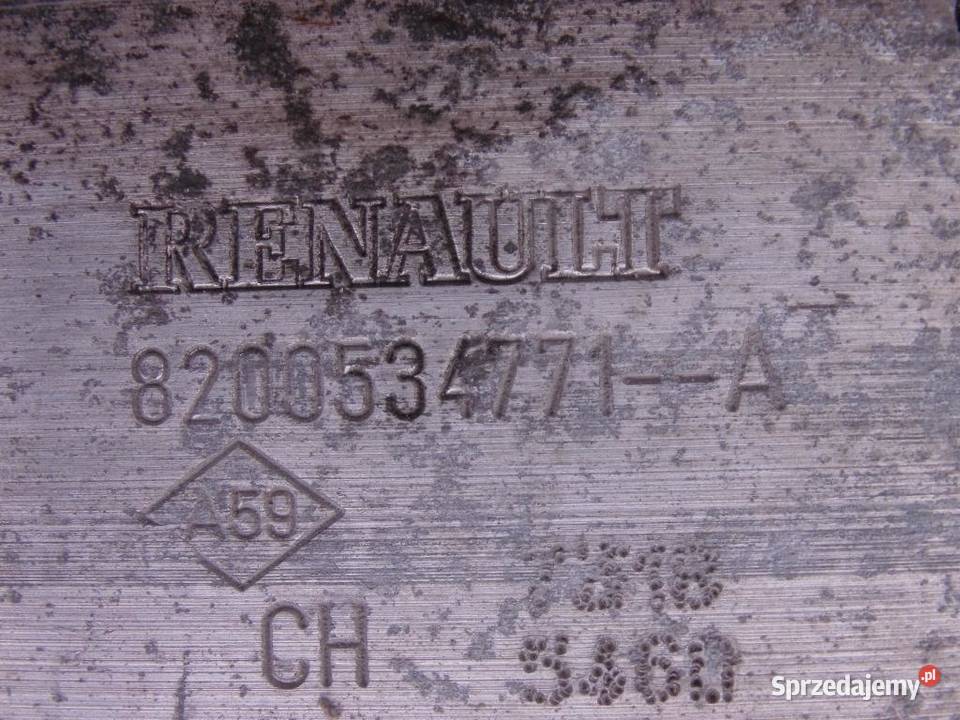 RENAULT
8200534771--A
A59
CH
Sprzedajemy.pl